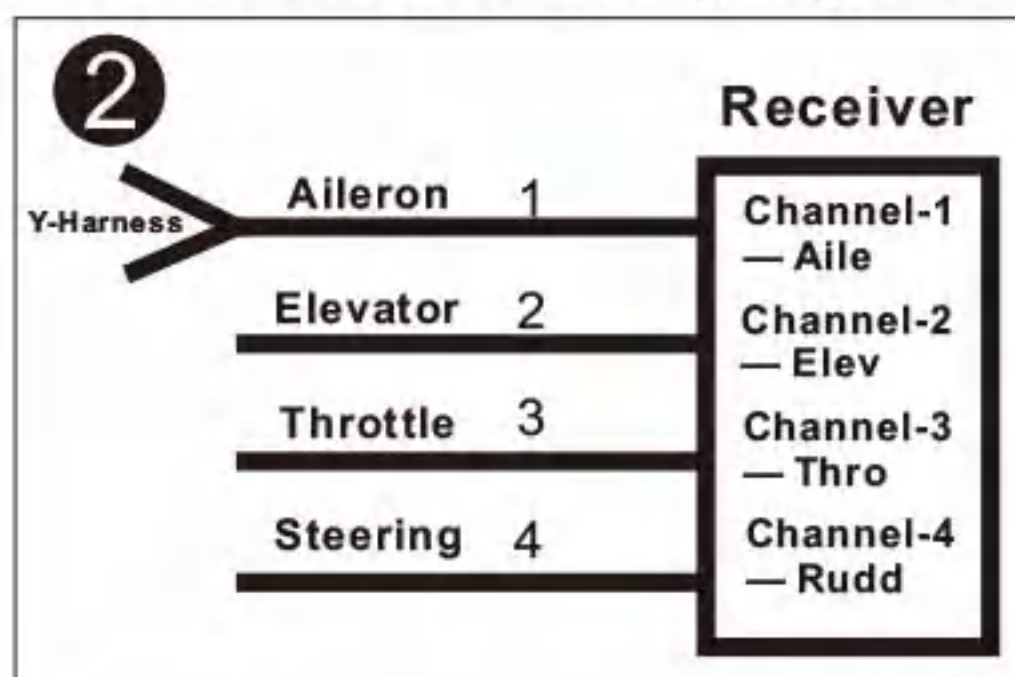 2
Receiver
Y-Harness
Aileron 1
Channel-1
— Aile
Elevator 2
Channel-2
— Elev
Throttle 3
Channel-3
— Thro
Steering 4
Channel-4
— Rudd